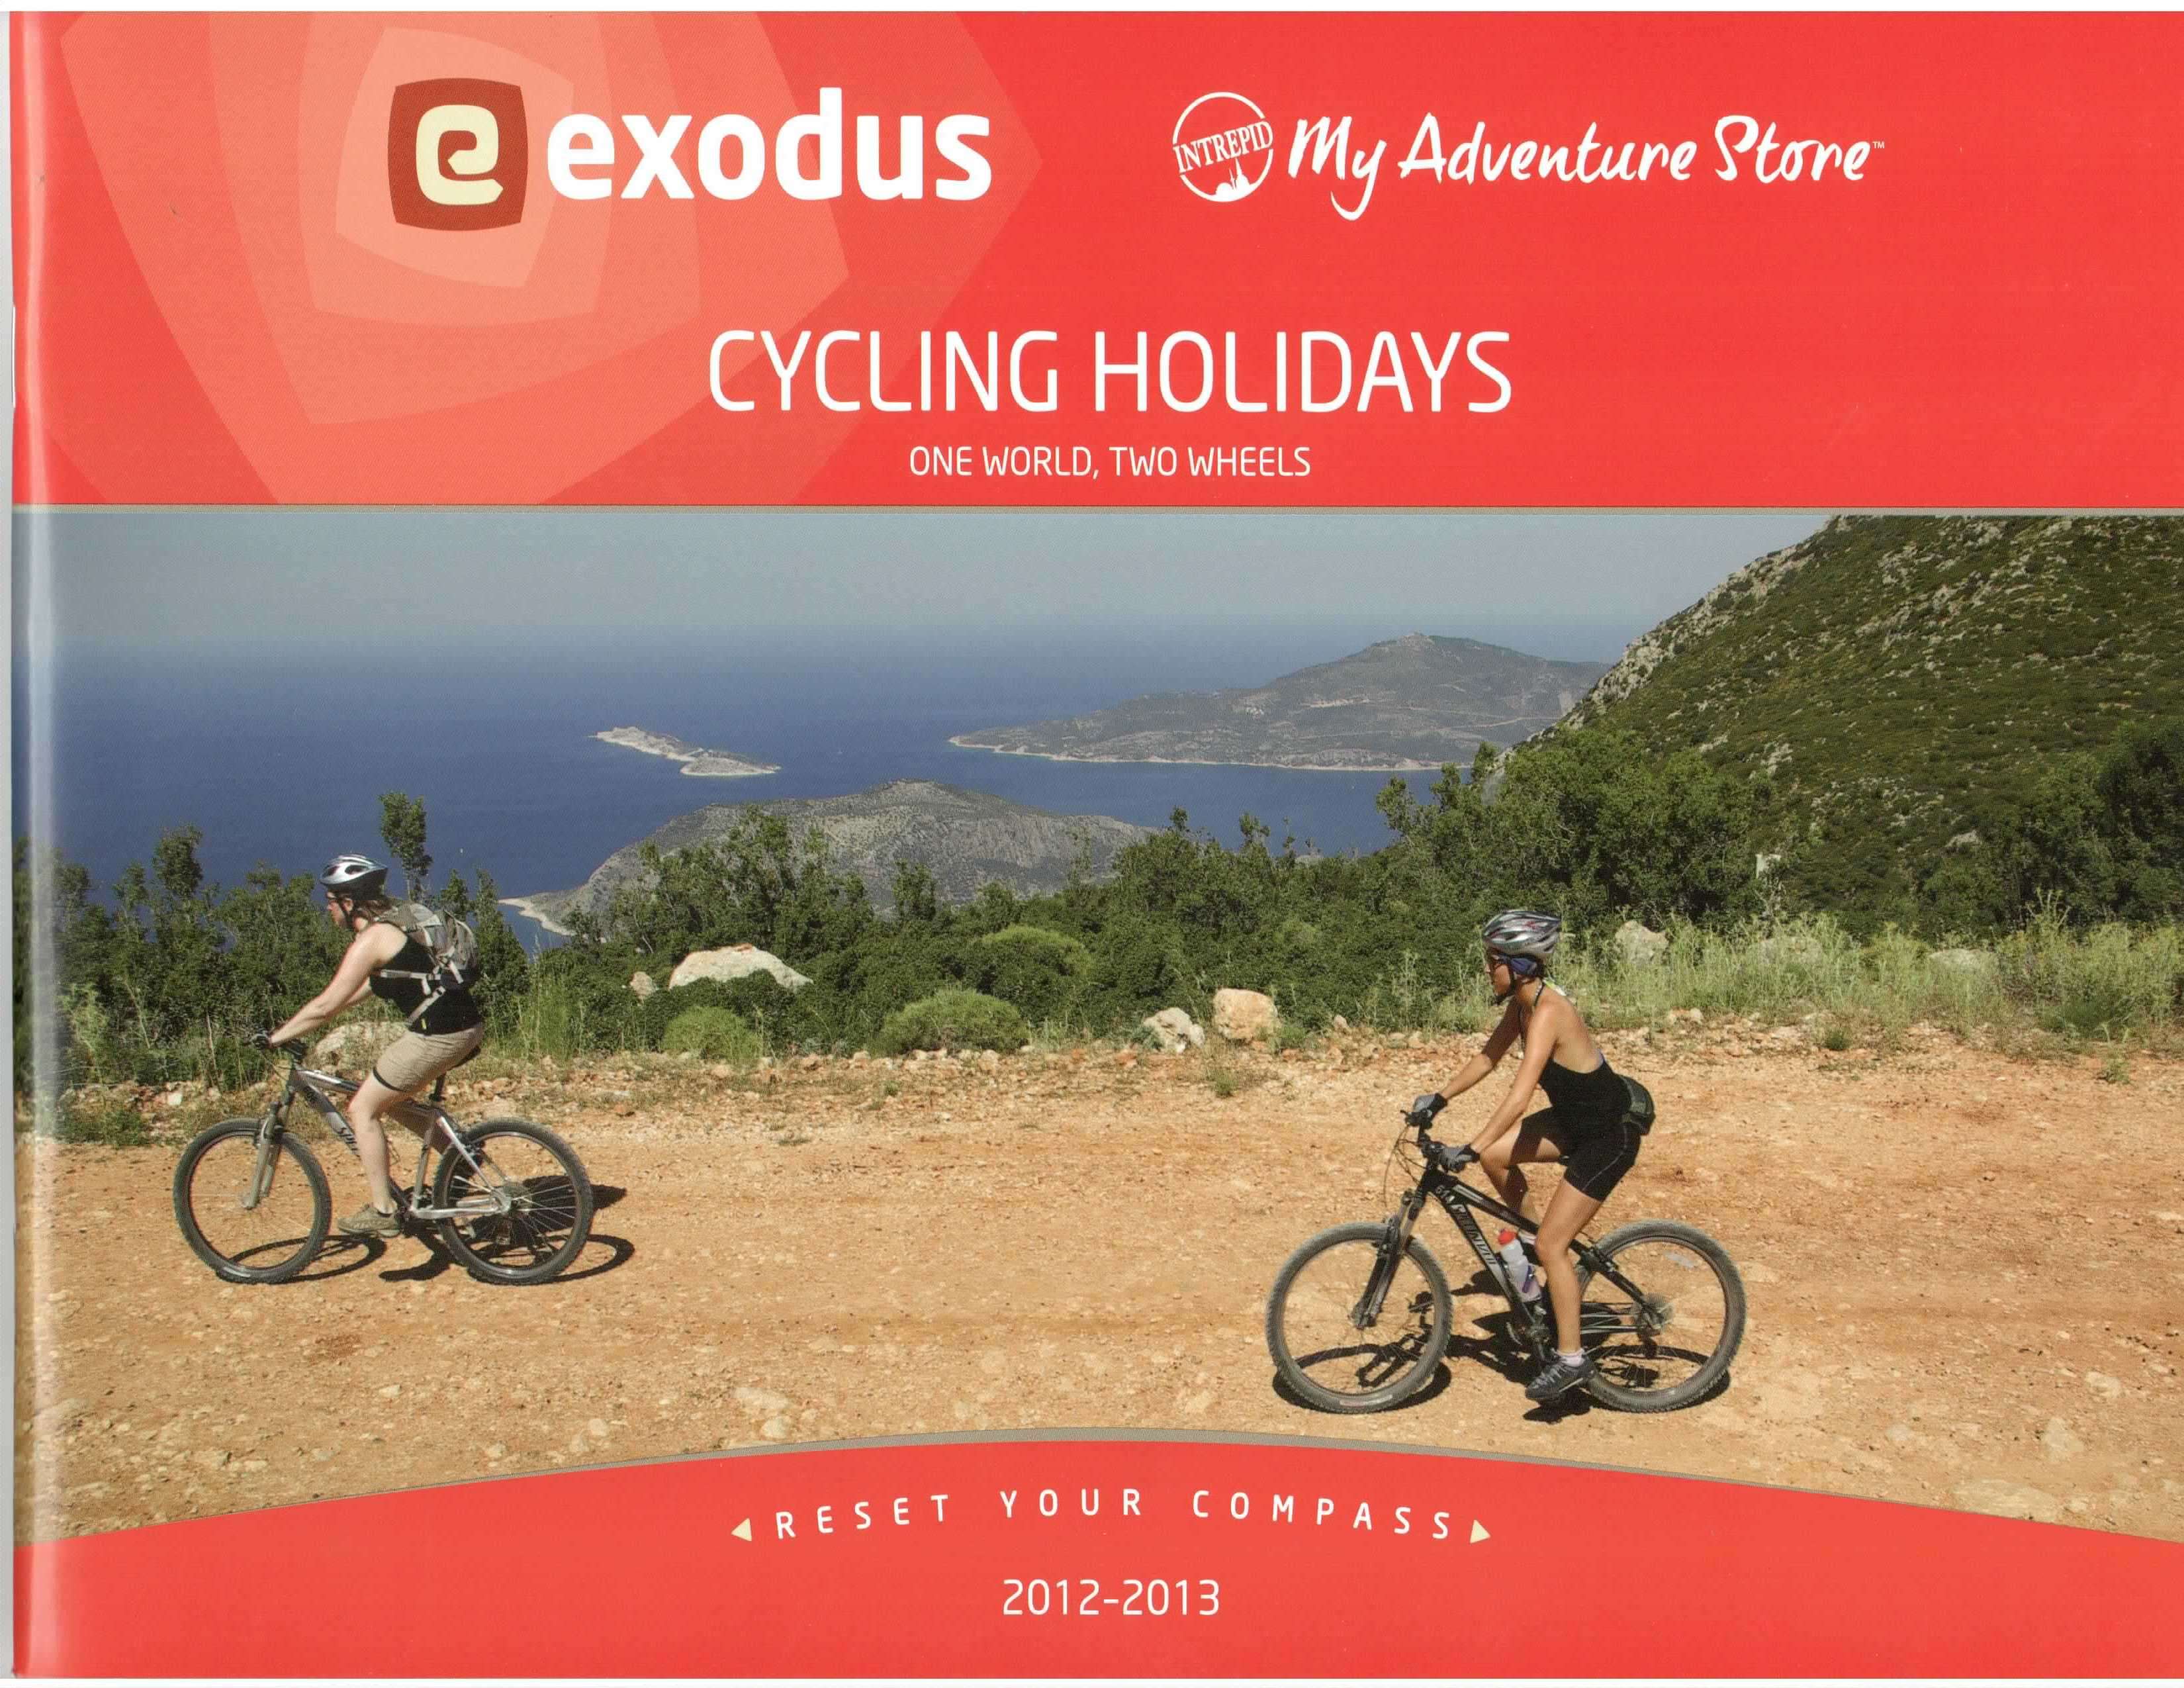 e exodus
INTREPID My Adventure Store™
CYCLING HOLIDAYS
ONE WORLD, TWO WHEELS
RESET YOUR COMPASS
2012-2013